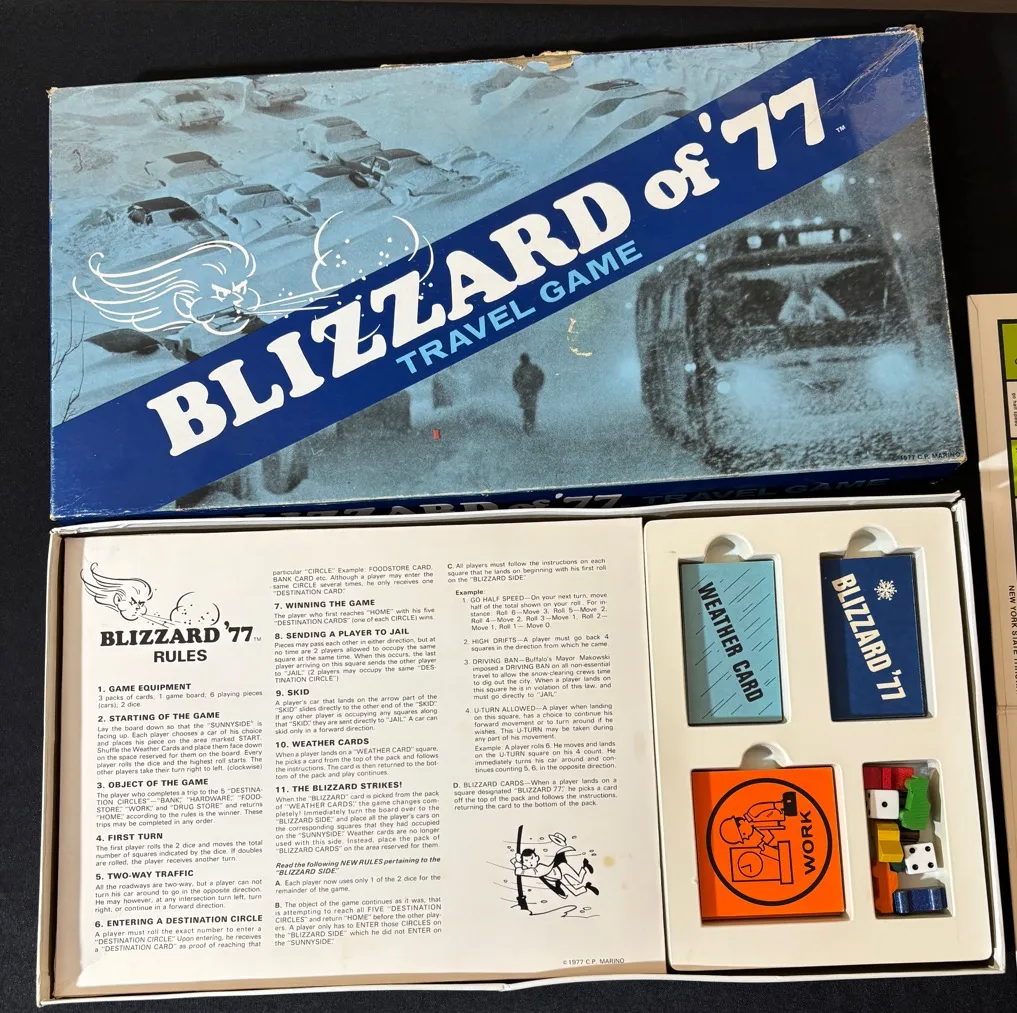 BLIZZARD of '77 ™
TRAVEL GAME
©1977 C.P. MARINO
BLIZZARD of '77 TRAVEL GAME
BLIZZARD '77 ™
RULES
1. GAME EQUIPMENT
3 packs of cards; 1 game board; 6 playing pieces
(cars); 2 dice
2. STARTING OF THE GAME
Lay the board down so that the "SUNNYSIDE" is
facing up. Each player chooses a car of his choice
and places his piece on the area marked START.
Shuffle the Weather Cards and place them face down
on the space reserved for them on the board. Every
player rolls the dice and the highest roll starts. The
other players take their turn right to left. (clockwise)
3. OBJECT OF THE GAME
The player who completes a trip to the 5 "DESTINA-
TION CIRCLES"—"BANK," "HARDWARE," "FOOD-
STORE," "WORK," and "DRUG STORE" and returns
"HOME", according to the rules is the winner. These
trips may be completed in any order.
4. FIRST TURN
The first player rolls the 2 dice and moves the total
number of squares indicated by the dice. If doubles
are rolled, the player receives another turn.
5. TWO-WAY TRAFFIC
All the roadways are two-way, but a player can not
turn his car around to go in the opposite direction.
He may however, at any intersection turn left, turn
right, or continue in a forward direction.
6. ENTERING A DESTINATION CIRCLE
A player must roll the exact number to enter a
"DESTINATION CIRCLE" Upon entering, he receives
a "DESTINATION CARD" as proof of reaching that
particular "CIRCLE" Example: FOODSTORE CARD,
BANK CARD etc. Although a player may enter the
same CIRCLE several times, he only receives one
"DESTINATION CARD."
7. WINNING THE GAME
The player who first reaches "HOME" with his five
"DESTINATION CARDS" (one of each CIRCLE) wins.
8. SENDING A PLAYER TO JAIL
Pieces may pass each other in either direction, but at
no time are 2 players allowed to occupy the same
square at the same time. When this occurs, the last
player arriving on this square sends the other player
to "JAIL" (2 players may occupy the same "DES-
TINATION CIRCLE")
9. SKID
A player's car that lands on the arrow part of the
"SKID" slides directly to the other end of the "SKID".
If any other player is occupying any squares along
that "SKID", they are sent directly to "JAIL" A car can
skid only in a forward direction.
10. WEATHER CARDS
When a player lands on a "WEATHER CARD" square,
he picks a card from the top of the pack and follows
the instructions. The card is then returned to the bot-
tom of the pack and play continues.
11. THE BLIZZARD STRIKES!
When the "BLIZZARD" card is picked from the pack
of "WEATHER CARDS", the game changes com-
pletely! Immediately turn the board over to the
"BLIZZARD SIDE," and place all the player's cars on
the corresponding squares that they had occupied
on the "SUNNYSIDE" Weather cards are no longer
used with this side. Instead, place the pack of
"BLIZZARD CARDS" on the area reserved for them.
Read the following NEW RULES pertaining to the
"BLIZZARD SIDE."
A. Each player now uses only 1 of the 2 dice for the
remainder of the game.
B. The object of the game continues as it was, that
is attempting to reach all FIVE "DESTINATION
CIRCLES" and return "HOME" before the other play-
ers. A player only has to ENTER those CIRCLES on
the "BLIZZARD SIDE" which he did not ENTER on
the "SUNNYSIDE."
C. All players must follow the instructions on each
square that he lands on beginning with his first roll
on the "BLIZZARD SIDE."
Example:
1. GO HALF SPEED—On your next turn, move
half of the total shown on your roll. For in-
stance: Roll 6 – Move 3, Roll 5 – Move 2,
Roll 4 – Move 2, Roll 3 – Move 1, Roll 2 –
Move 1, Roll 1 – Move 0.
2. HIGH DRIFTS—A player must go back 4
squares in the direction from which he came.
3. DRIVING BAN—Buffalo's Mayor Makowski
imposed a DRIVING BAN on all non-essential
travel to allow the snow-clearing crews time
to dig out the city. When a player lands on
this square he is in violation of this law, and
must go directly to "JAIL"
4. U-TURN ALLOWED—A player when landing
on this square, has a choice to continue his
forward movement or to turn around if he
wishes. This U-TURN may be taken during
any part of his movement.
Example: A player rolls 6. He moves and lands
on the U-TURN square on his 4 count. He
immediately turns his car around and con-
tinues counting 5, 6, in the opposite direction.
D. BLIZZARD CARDS—When a player lands on a
square designated "BLIZZARD 77," he picks a card
off the top of the pack and follows the instructions,
returning the card to the bottom of the pack.
©1977 C.P. MARINO
WEATHER CARD
BLIZZARD '77
WORK